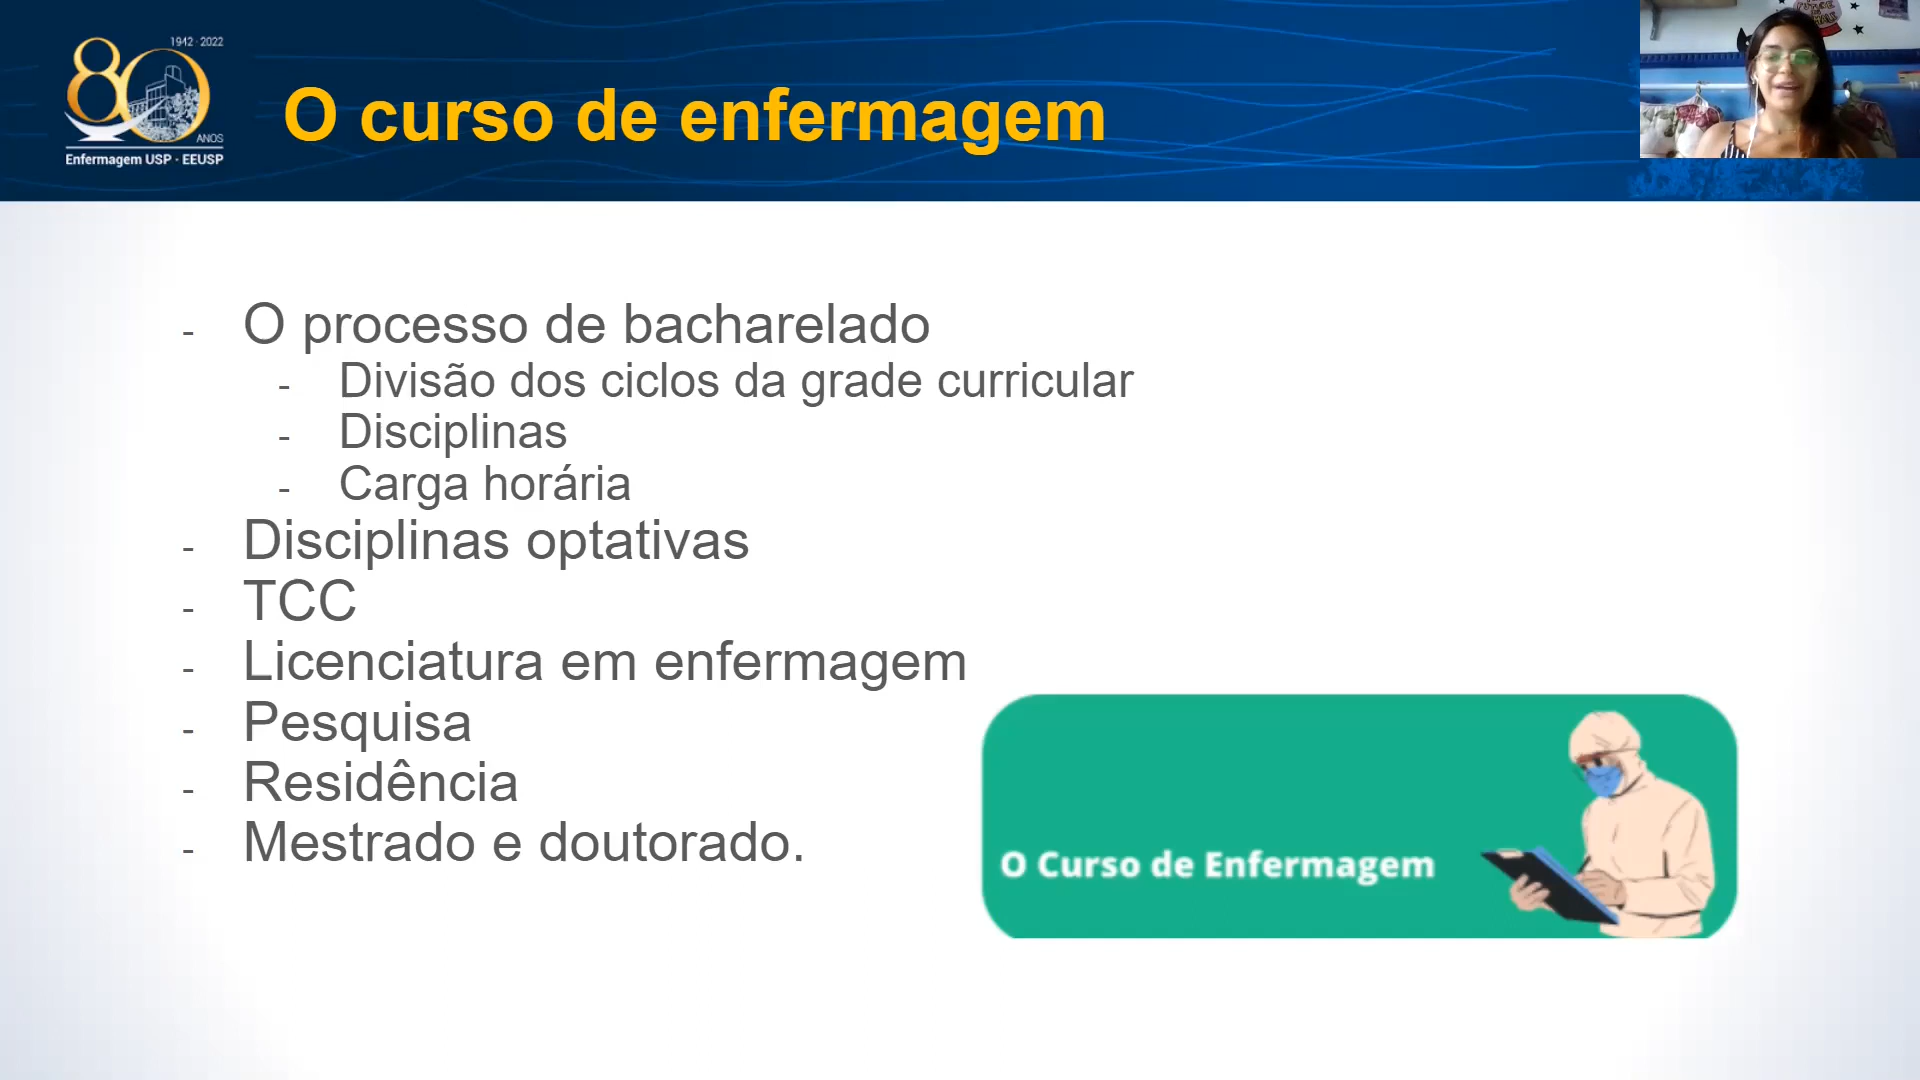 1942 - 2022
80
ANOS
Enfermagem USP · EEUSP
O curso de enfermagem
- O processo de bacharelado
- Divisão dos ciclos da grade curricular
- Disciplinas
- Carga horária
- Disciplinas optativas
- TCC
- Licenciatura em enfermagem
- Pesquisa
- Residência
- Mestrado e doutorado.
O Curso de Enfermagem